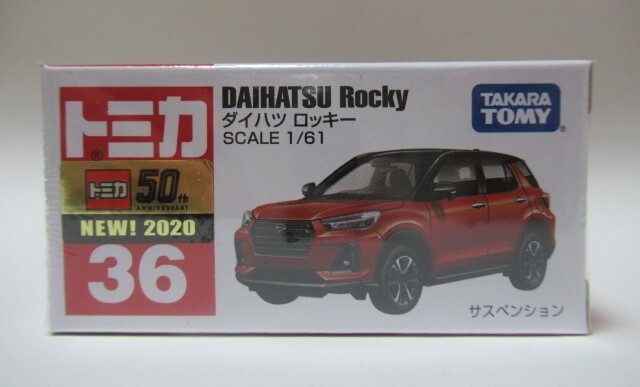 トミカ
®
トミカ 50th
ANNIVERSARY
NEW! 2020
36
DAIHATSU Rocky
ダイハツ ロッキー
SCALE 1/61
TAKARA
TOMY®
サスペンション